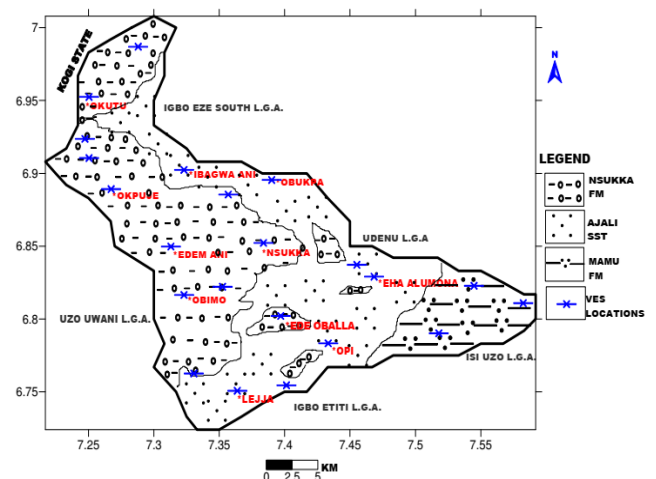 7
6.95
6.9
6.85
6.8
6.75
7.25
7.3
7.35
7.4
7.45
7.5
7.55
KOGI STATE
*OKUTU
IGBO EZE SOUTH L.G.A.
*IBAGWA ANI
*OBUKPA
*OKPUJE
UDENU L.G.A
*EDEM ANI
*NSUKKA
*EHA ALUMONA
*OBIMO
UZO UWANI L.G.A.
*EDE OBALLA
*OPI
ISI UZO L.G.A.
*LEJJA
IGBO ETITI L.G.A.
N
LEGEND
NSUKKA
FM
AJALI
SST
MAMU
FM
VES
LOCATIONS
0 2.5 5
KM